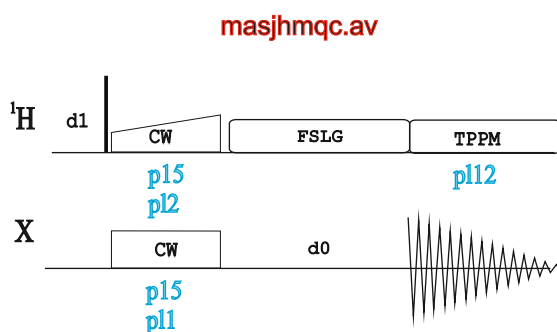 masjhmqc.av
¹H d1 CW FSLG TPPM
p15 pl12
pl2
X CW d0
p15
pl1